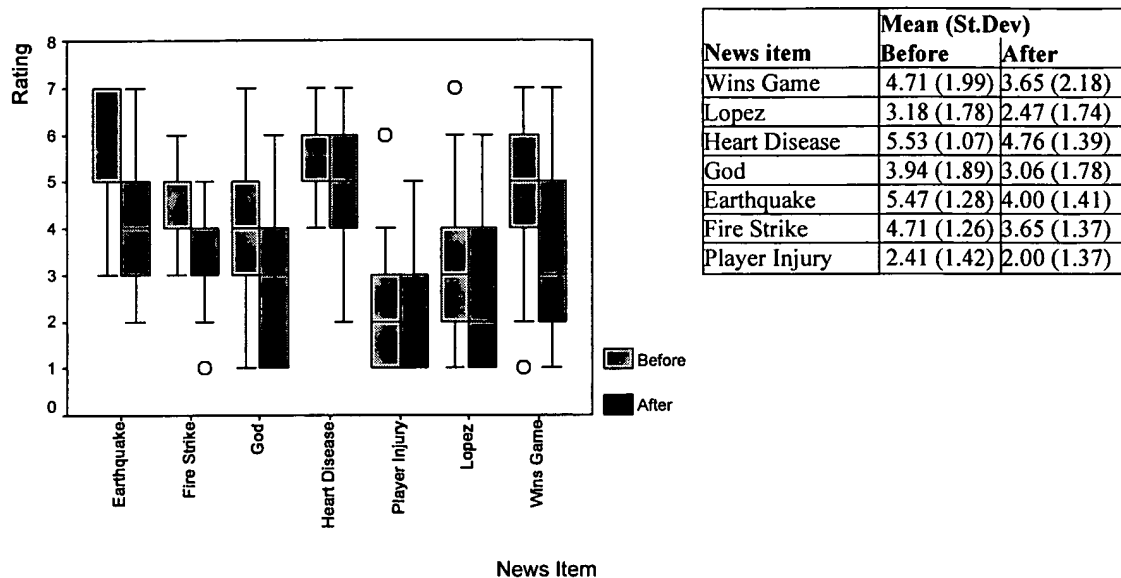 Rating
8
7
6
5
4
3
2
1
0
Earthquake
Fire Strike
God
Heart Disease
Player Injury
Lopez
Wins Game
News Item
Before
After
Mean (St.Dev)
News item Before After
Wins Game 4.71 (1.99) 3.65 (2.18)
Lopez 3.18 (1.78) 2.47 (1.74)
Heart Disease 5.53 (1.07) 4.76 (1.39)
God 3.94 (1.89) 3.06 (1.78)
Earthquake 5.47 (1.28) 4.00 (1.41)
Fire Strike 4.71 (1.26) 3.65 (1.37)
Player Injury 2.41 (1.42) 2.00 (1.37)